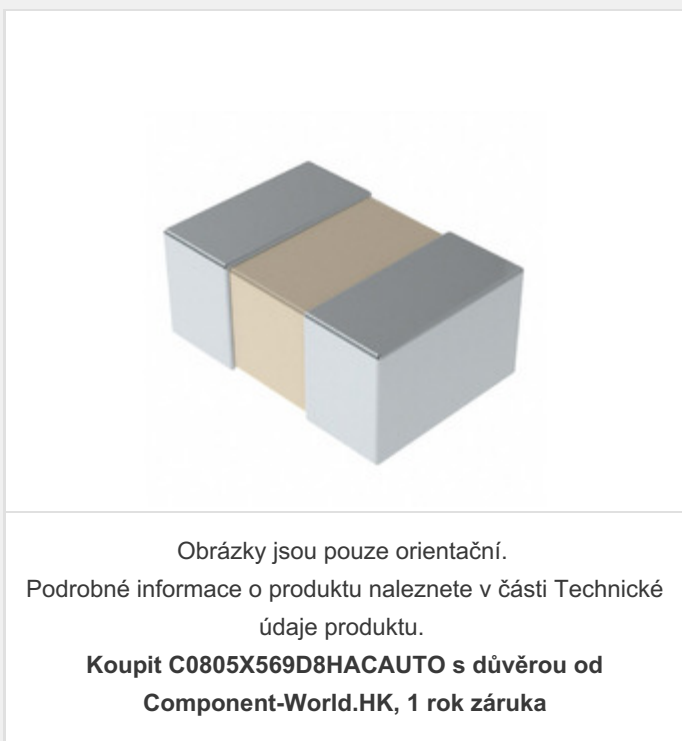 Obrázky jsou pouze orientační.
Podrobné informace o produktu naleznete v části Technické
údaje produktu.
Koupit C0805X569D8HACAUTO s důvěrou od
Component-World.HK, 1 rok záruka